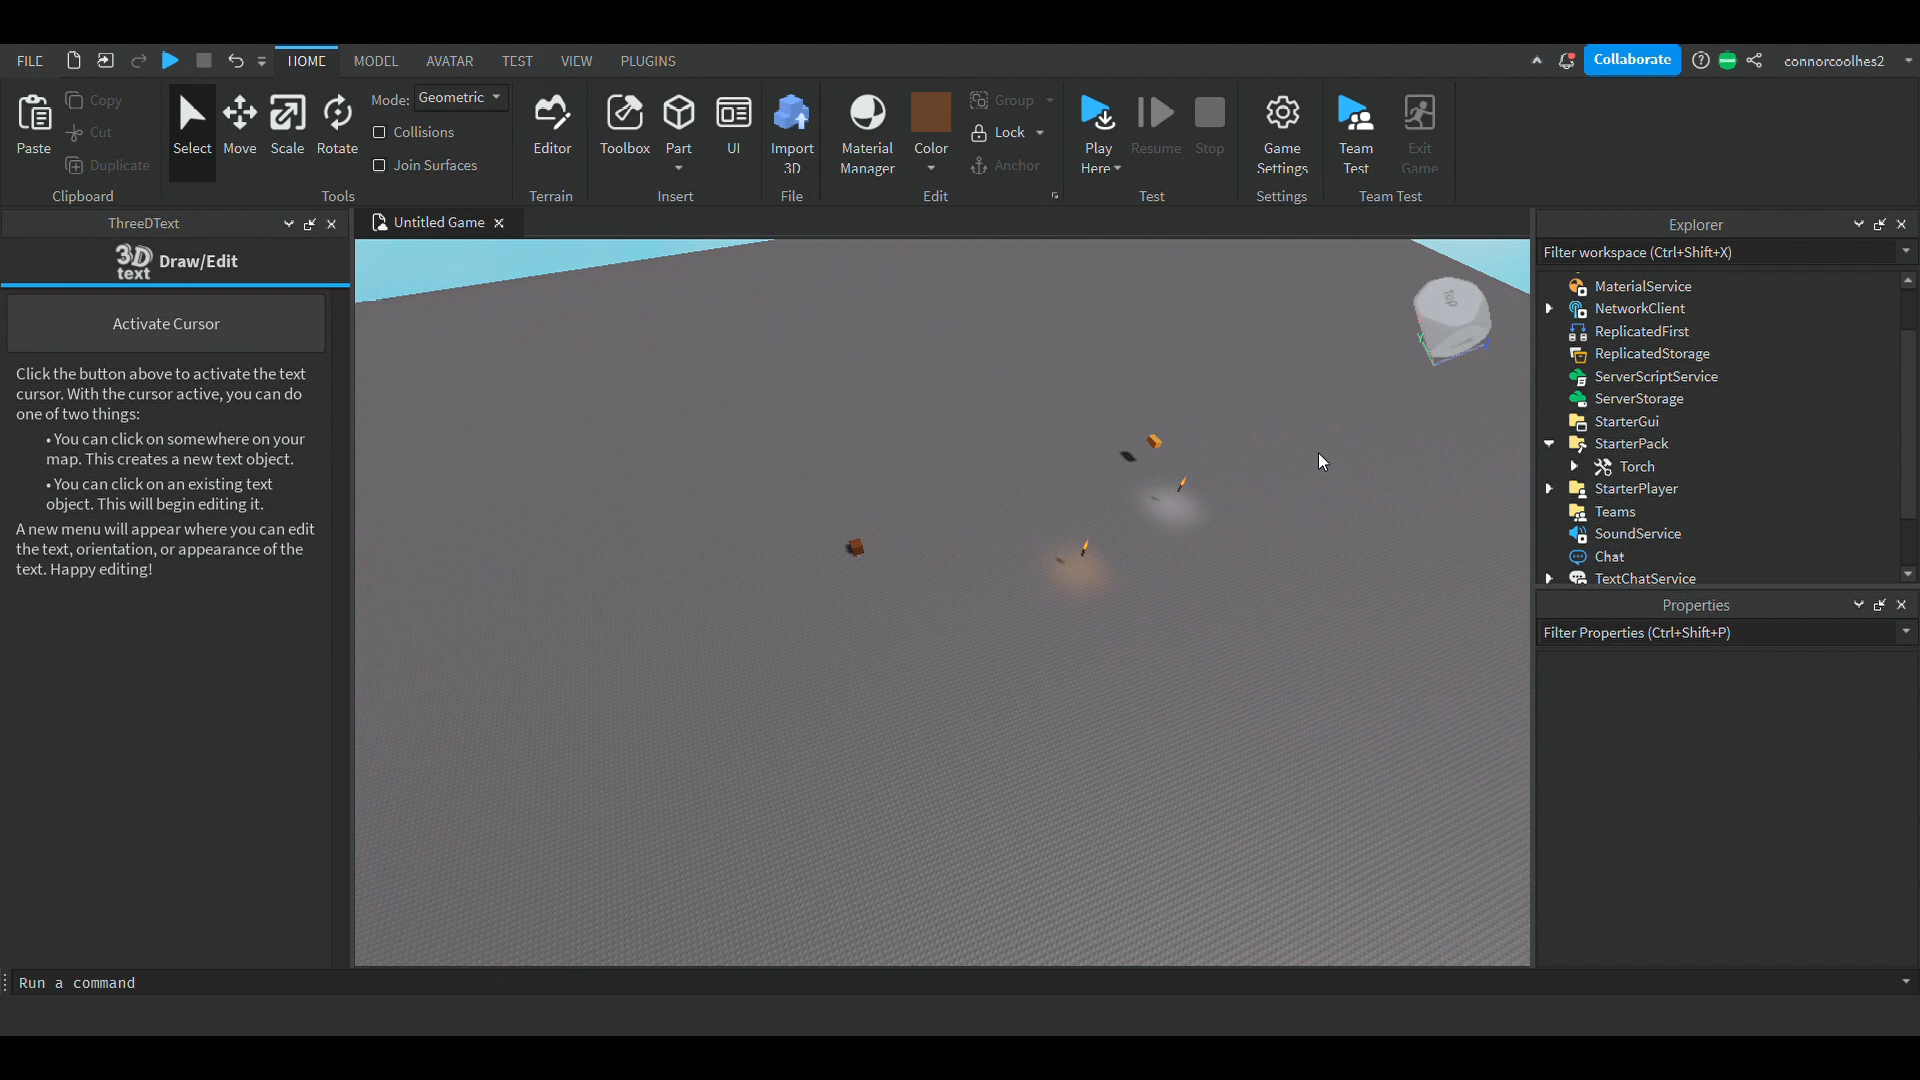 FILE HOME MODEL AVATAR TEST VIEW PLUGINS Collaborate connorcoolhes2
Paste Copy Cut Duplicate
Clipboard
Select Move Scale Rotate
Mode: Geometric
Collisions
Join Surfaces
Tools
Editor
Terrain
Toolbox Part UI
Insert
Import
3D
File
Material
Manager
Color
Group
Lock
Anchor
Edit
Play
Here
Resume Stop
Test
Game
Settings
Settings
Team
Test
Exit
Game
Team Test
ThreeDText
3D
text
Draw/Edit
Activate Cursor
Click the button above to activate the text
cursor. With the cursor active, you can do
one of two things:
• You can click on somewhere on your
map. This creates a new text object.
• You can click on an existing text
object. This will begin editing it.
A new menu will appear where you can edit
the text, orientation, or appearance of the
text. Happy editing!
Untitled Game
Top
Y
Explorer
Filter workspace (Ctrl+Shift+X)
MaterialService
NetworkClient
ReplicatedFirst
ReplicatedStorage
ServerScriptService
ServerStorage
StarterGui
StarterPack
Torch
StarterPlayer
Teams
SoundService
Chat
TextChatService
Properties
Filter Properties (Ctrl+Shift+P)
Run a command